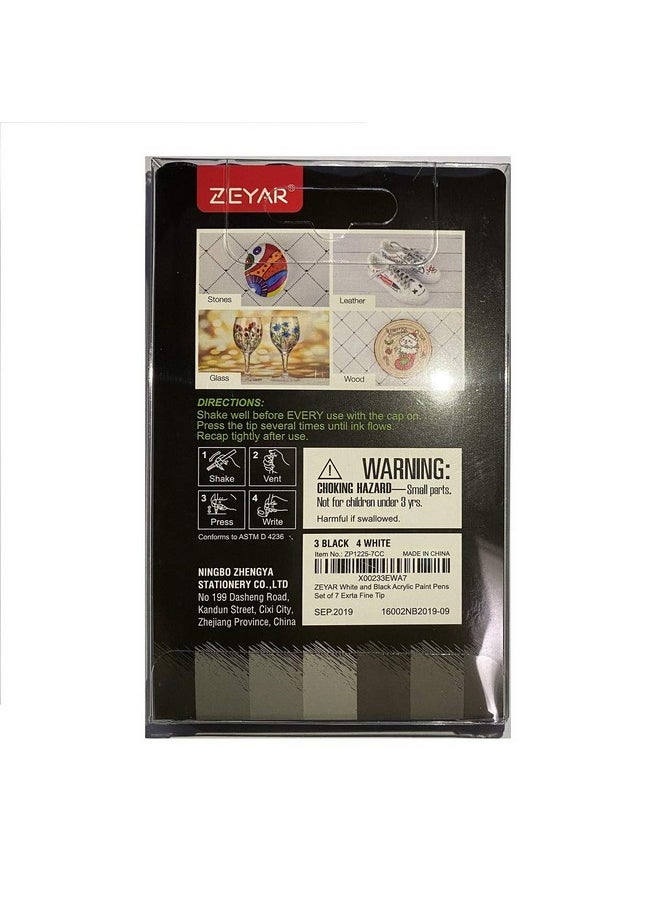 ZEYAR®
Stones
Leather
Glass
Wood
DIRECTIONS:
Shake well before EVERY use with the cap on.
Press the tip several times until ink flows.
Recap tightly after use.
1
Shake
2
Vent
3
Press
4
Write
Conforms to ASTM D 4236
WARNING:
CHOKING HAZARD—Small parts.
Not for children under 3 yrs.
Harmful if swallowed.
3 BLACK 4 WHITE
Item No.: ZP1225-7CC MADE IN CHINA
X00233EWA7
ZEYAR White and Black Acrylic Paint Pens
Set of 7 Exrta Fine Tip
SEP.2019 16002NB2019-09
NINGBO ZHENGYA
STATIONERY CO.,LTD
No 199 Dasheng Road,
Kandun Street, Cixi City,
Zhejiang Province, China